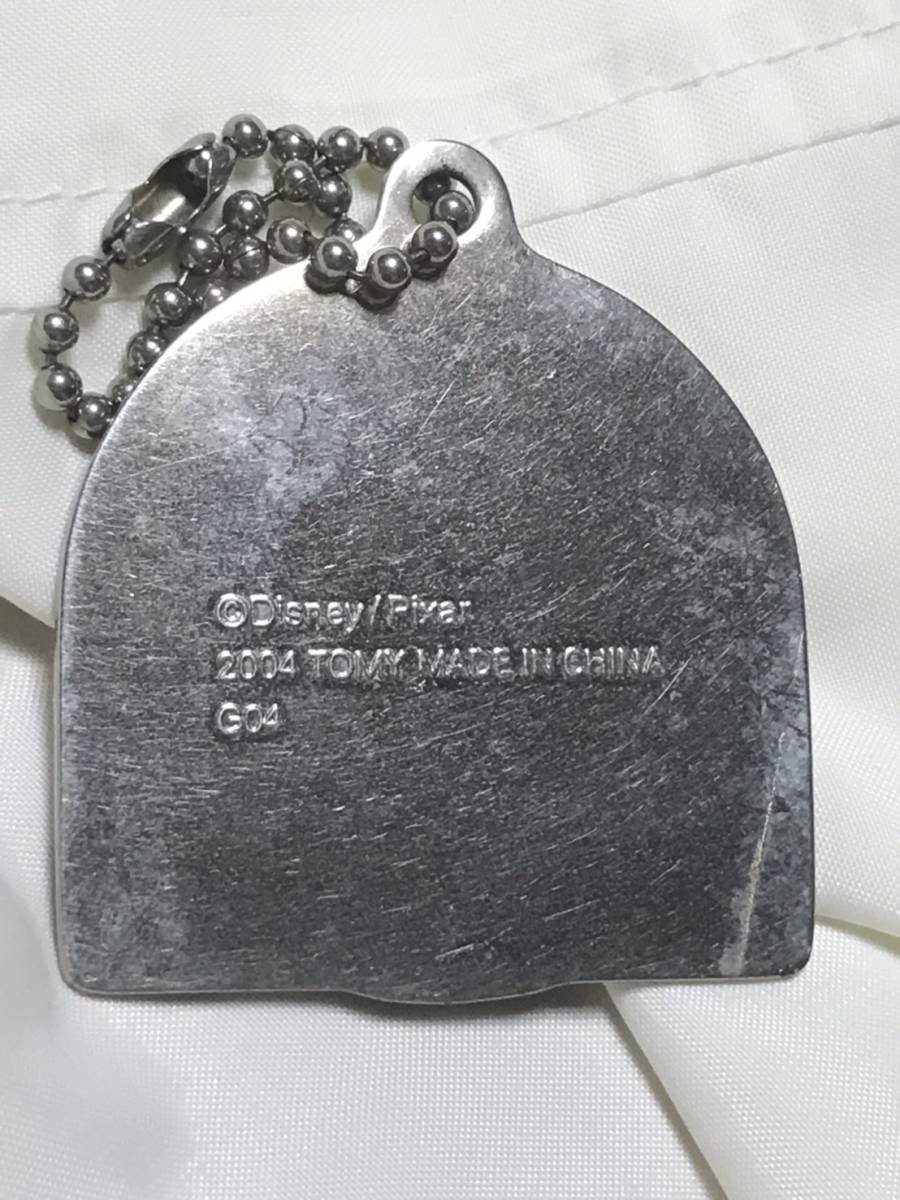 ©Disney/Pixar
2004 TOMY MADE IN CHINA
G04